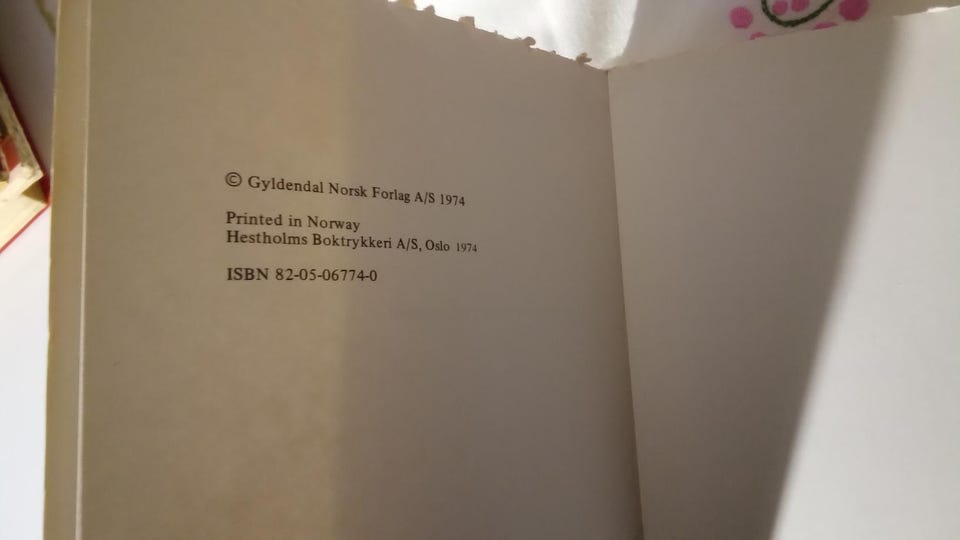 © Gyldendal Norsk Forlag A/S 1974
Printed in Norway
Hestholms Boktrykkeri A/S, Oslo 1974
ISBN 82-05-06774-0